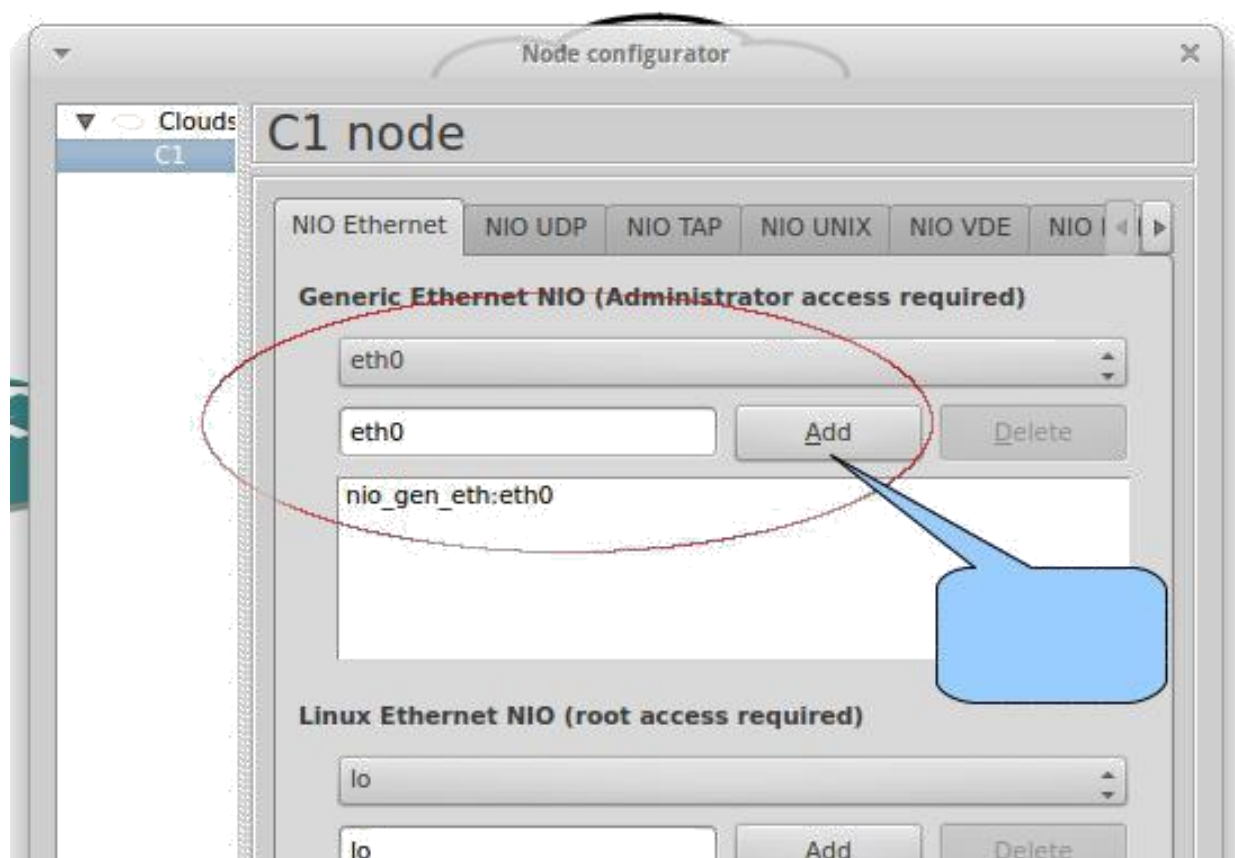 Node configurator
Clouds
C1
C1 node
NIO Ethernet NIO UDP NIO TAP NIO UNIX NIO VDE NIO
Generic Ethernet NIO (Administrator access required)
eth0
eth0 Add Delete
nio_gen_eth:eth0
Linux Ethernet NIO (root access required)
lo
lo Add Delete